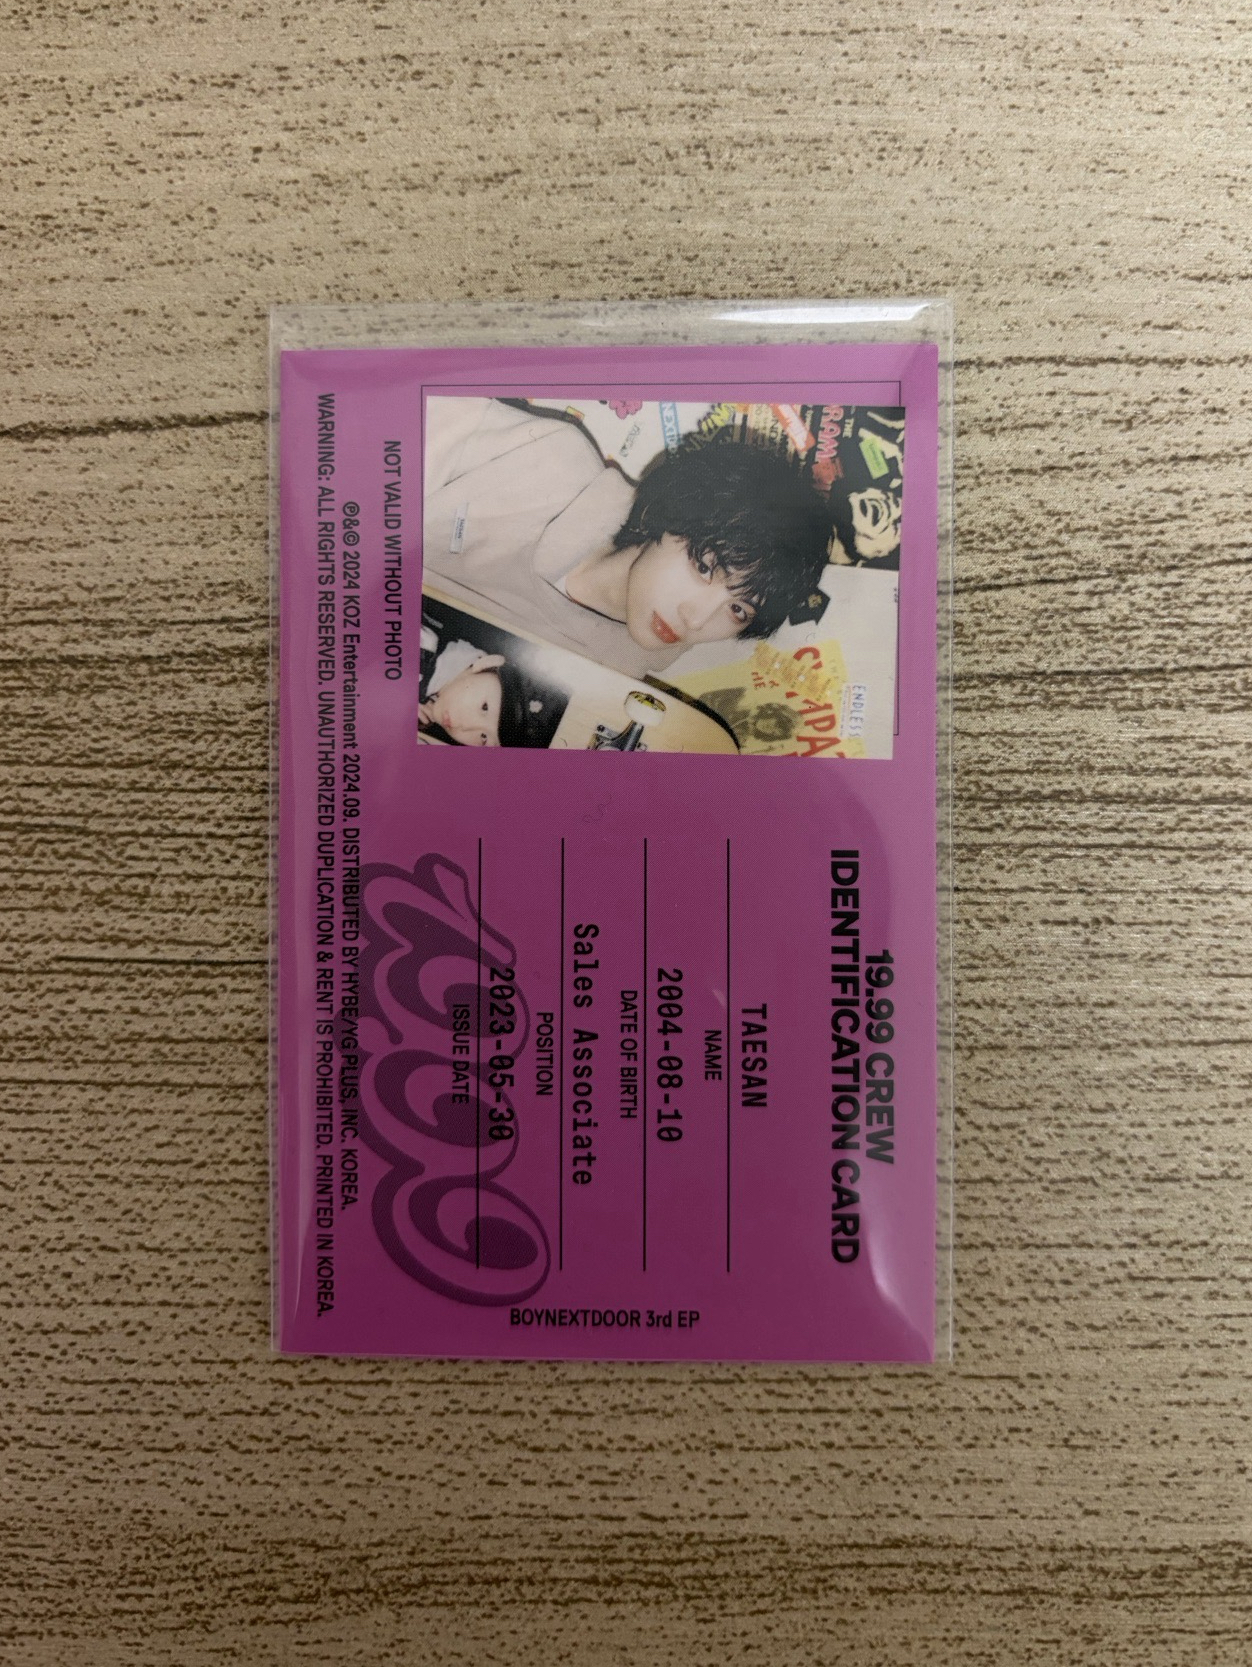 19.99 CREW
IDENTIFICATION CARD
THE
ENDLESS
NOT VALID WITHOUT PHOTO
TAESAN
NAME
2004-08-10
DATE OF BIRTH
Sales Associate
POSITION
2023-05-30
ISSUE DATE
BOYNEXTDOOR 3rd EP
℗&© 2024 KOZ Entertainment 2024.09. DISTRIBUTED BY HYBE/YG PLUS, INC. KOREA.
WARNING: ALL RIGHTS RESERVED. UNAUTHORIZED DUPLICATION & RENT IS PROHIBITED. PRINTED IN KOREA.